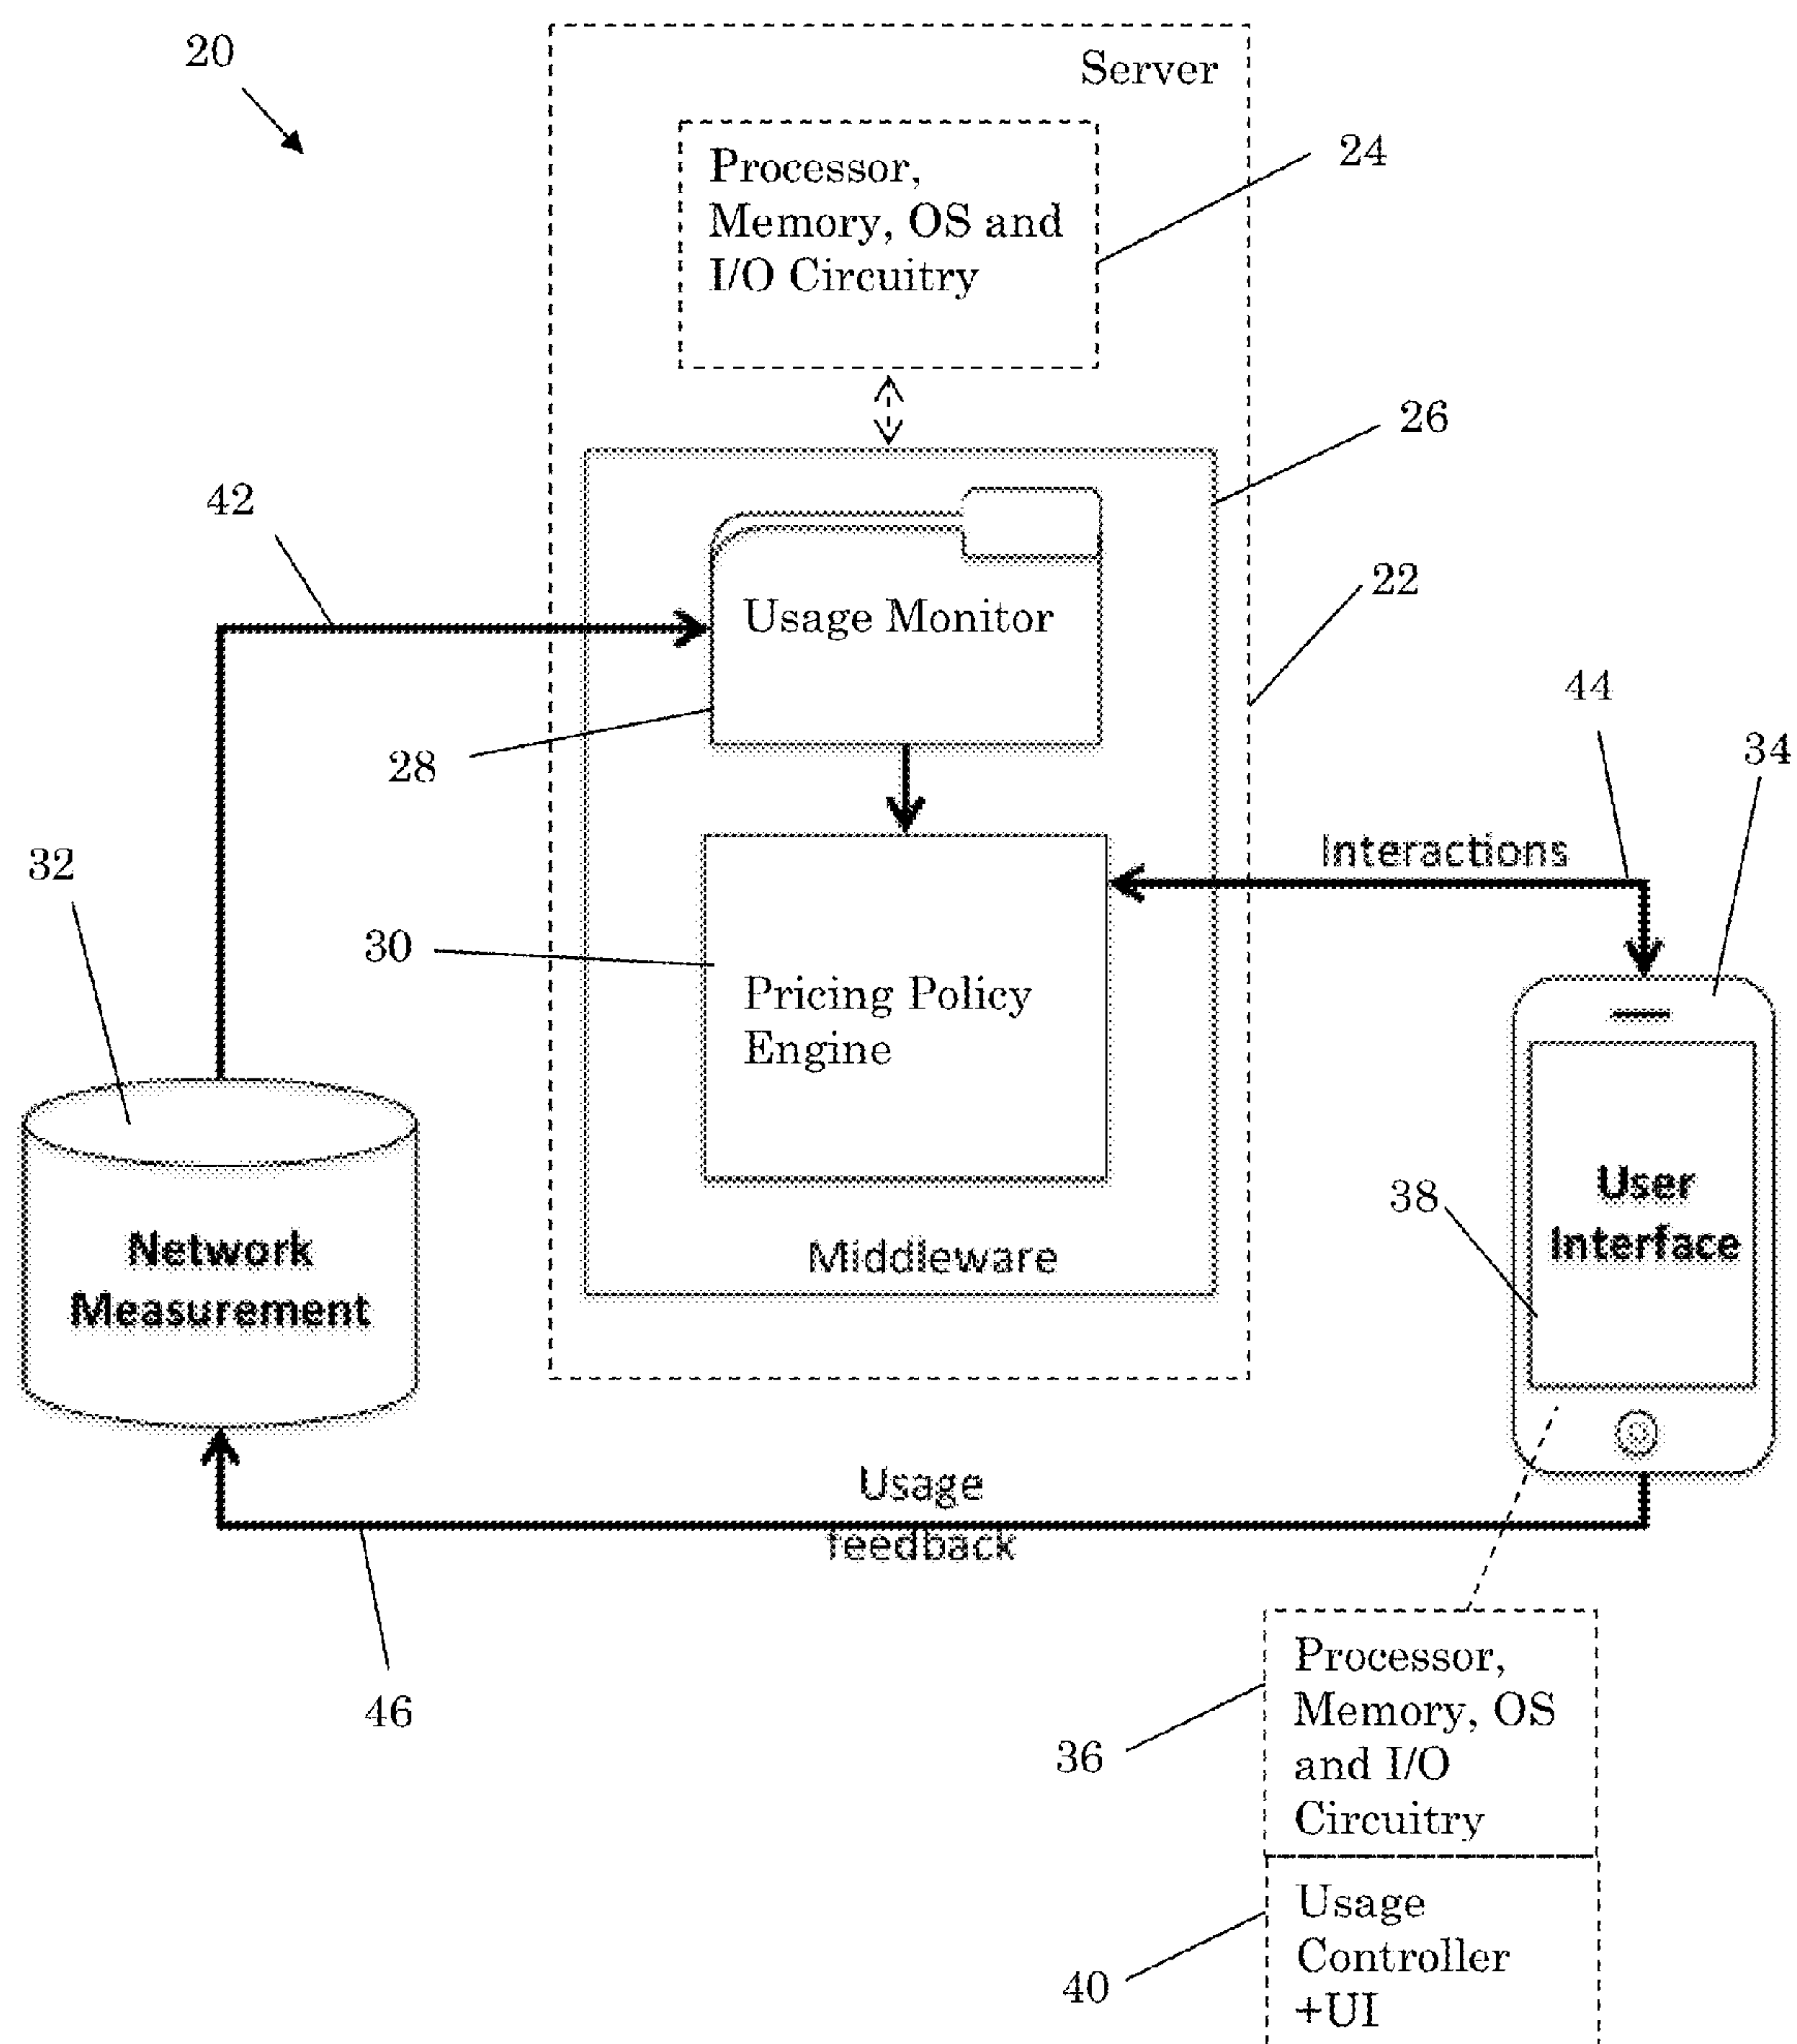 20
Server
Processor,
Memory, OS and
I/O Circuitry
24
26
42
Usage Monitor
22
28
44
34
Interactions
32
30
Pricing Policy
Engine
38
User
Interface
Network
Measurement
Middleware
Usage
feedback
46
36
Processor,
Memory, OS
and I/O
Circuitry
40
Usage
Controller
+UI